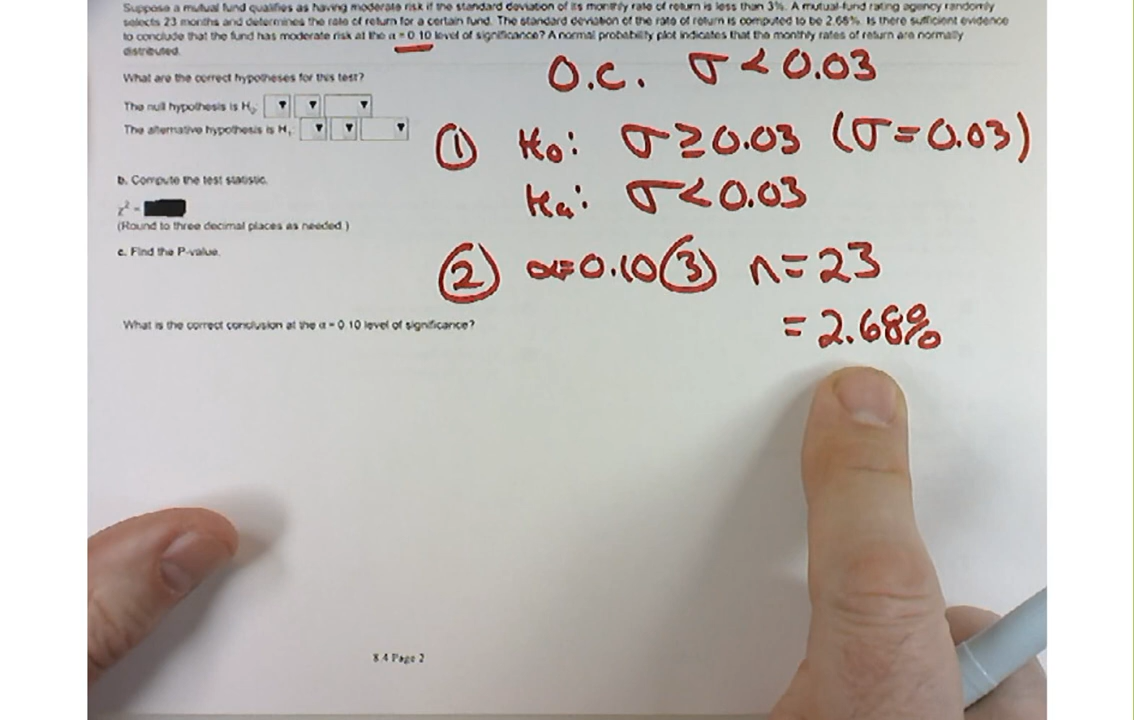 Suppose a mutual fund qualifies as having moderate risk if the standard deviation of its monthly rate of return is less than 3%. A mutual-fund rating agency randomly
selects 23 months and determines the rate of return for a certain fund. The standard deviation of the rate of return is computed to be 2.68%. Is there sufficient evidence
to conclude that the fund has moderate risk at the α = 0.10 level of significance? A normal probability plot indicates that the monthly rates of return are normally
distributed.
O.C. σ < 0.03
What are the correct hypotheses for this test?
The null hypothesis is H₀:
The alternative hypothesis is H₁:
① H₀: σ ≥ 0.03 (σ = 0.03)
Hₐ: σ < 0.03
b. Compute the test statistic.
χ² =
(Round to three decimal places as needed.)
c. Find the P-value.
② α = 0.10 ③ n = 23
= 2.68%
What is the correct conclusion at the α = 0.10 level of significance?
8.4 Page 2